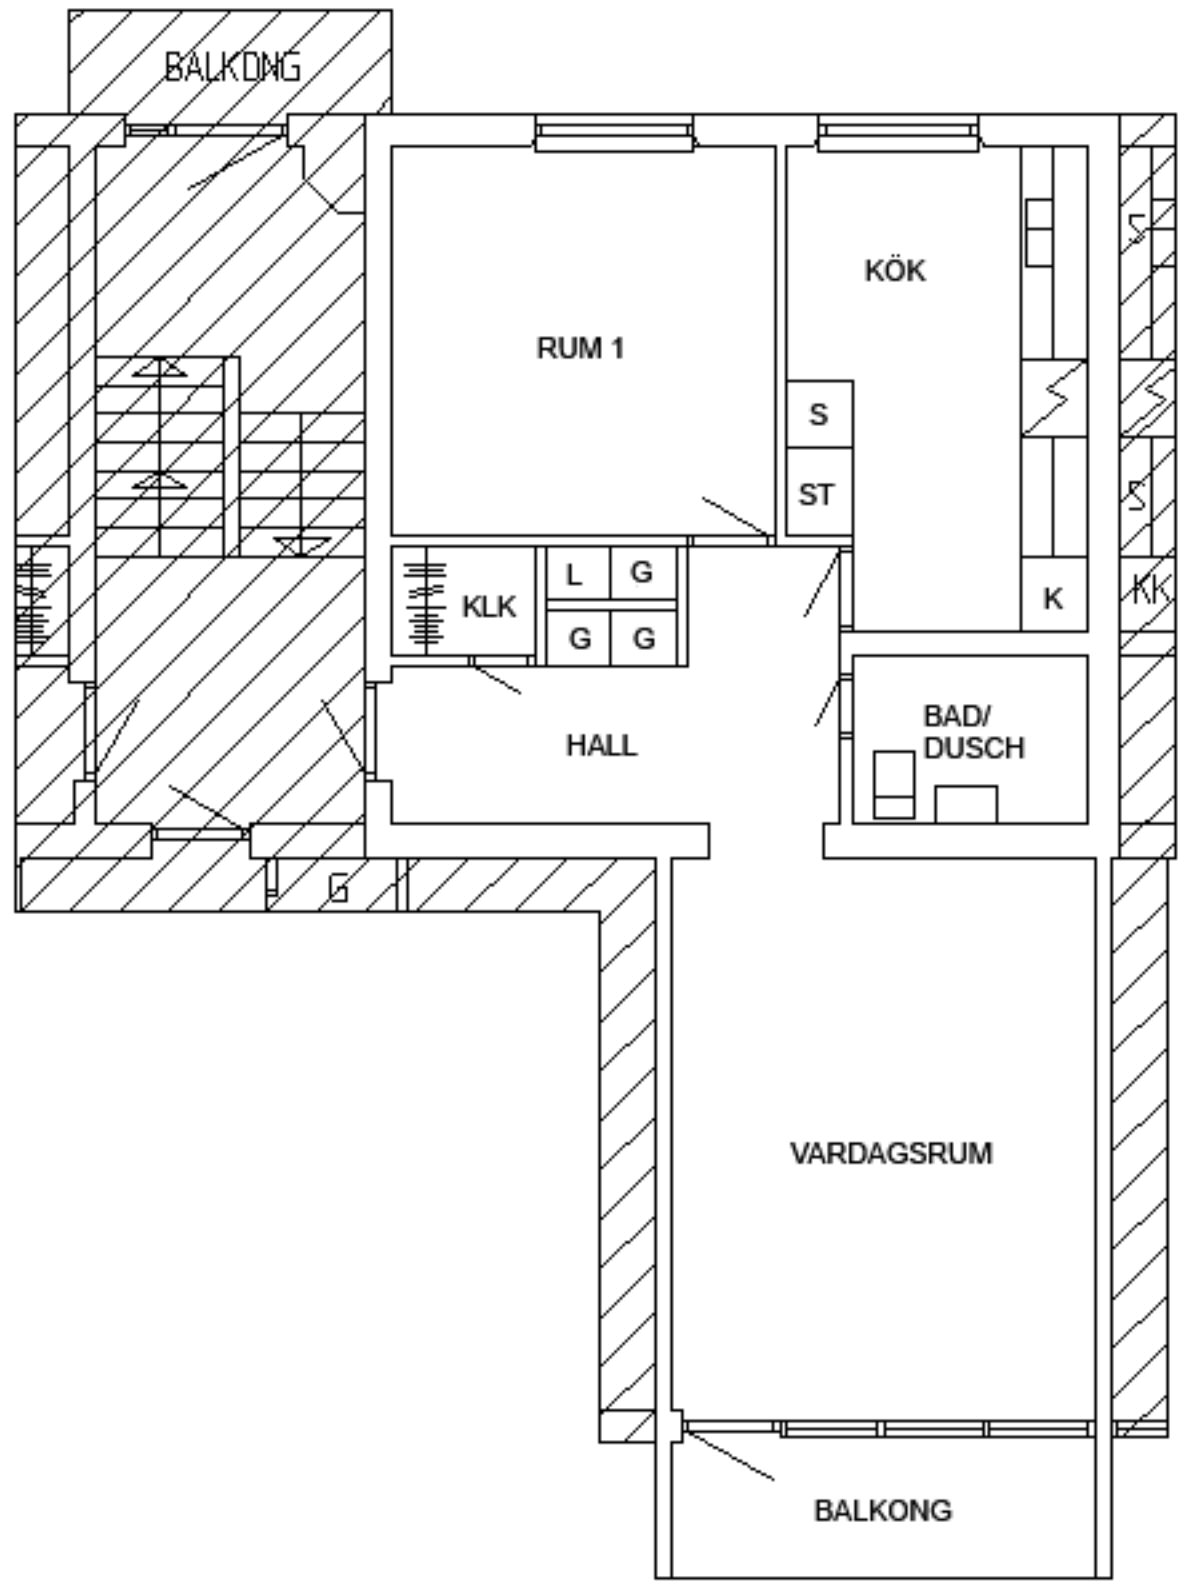 BALKONG
S
KÖK
RUM 1
S
ST
S
L
G
KLK
K
KK
G
G
BAD/
DUSCH
HALL
G
VARDAGSRUM
BALKONG